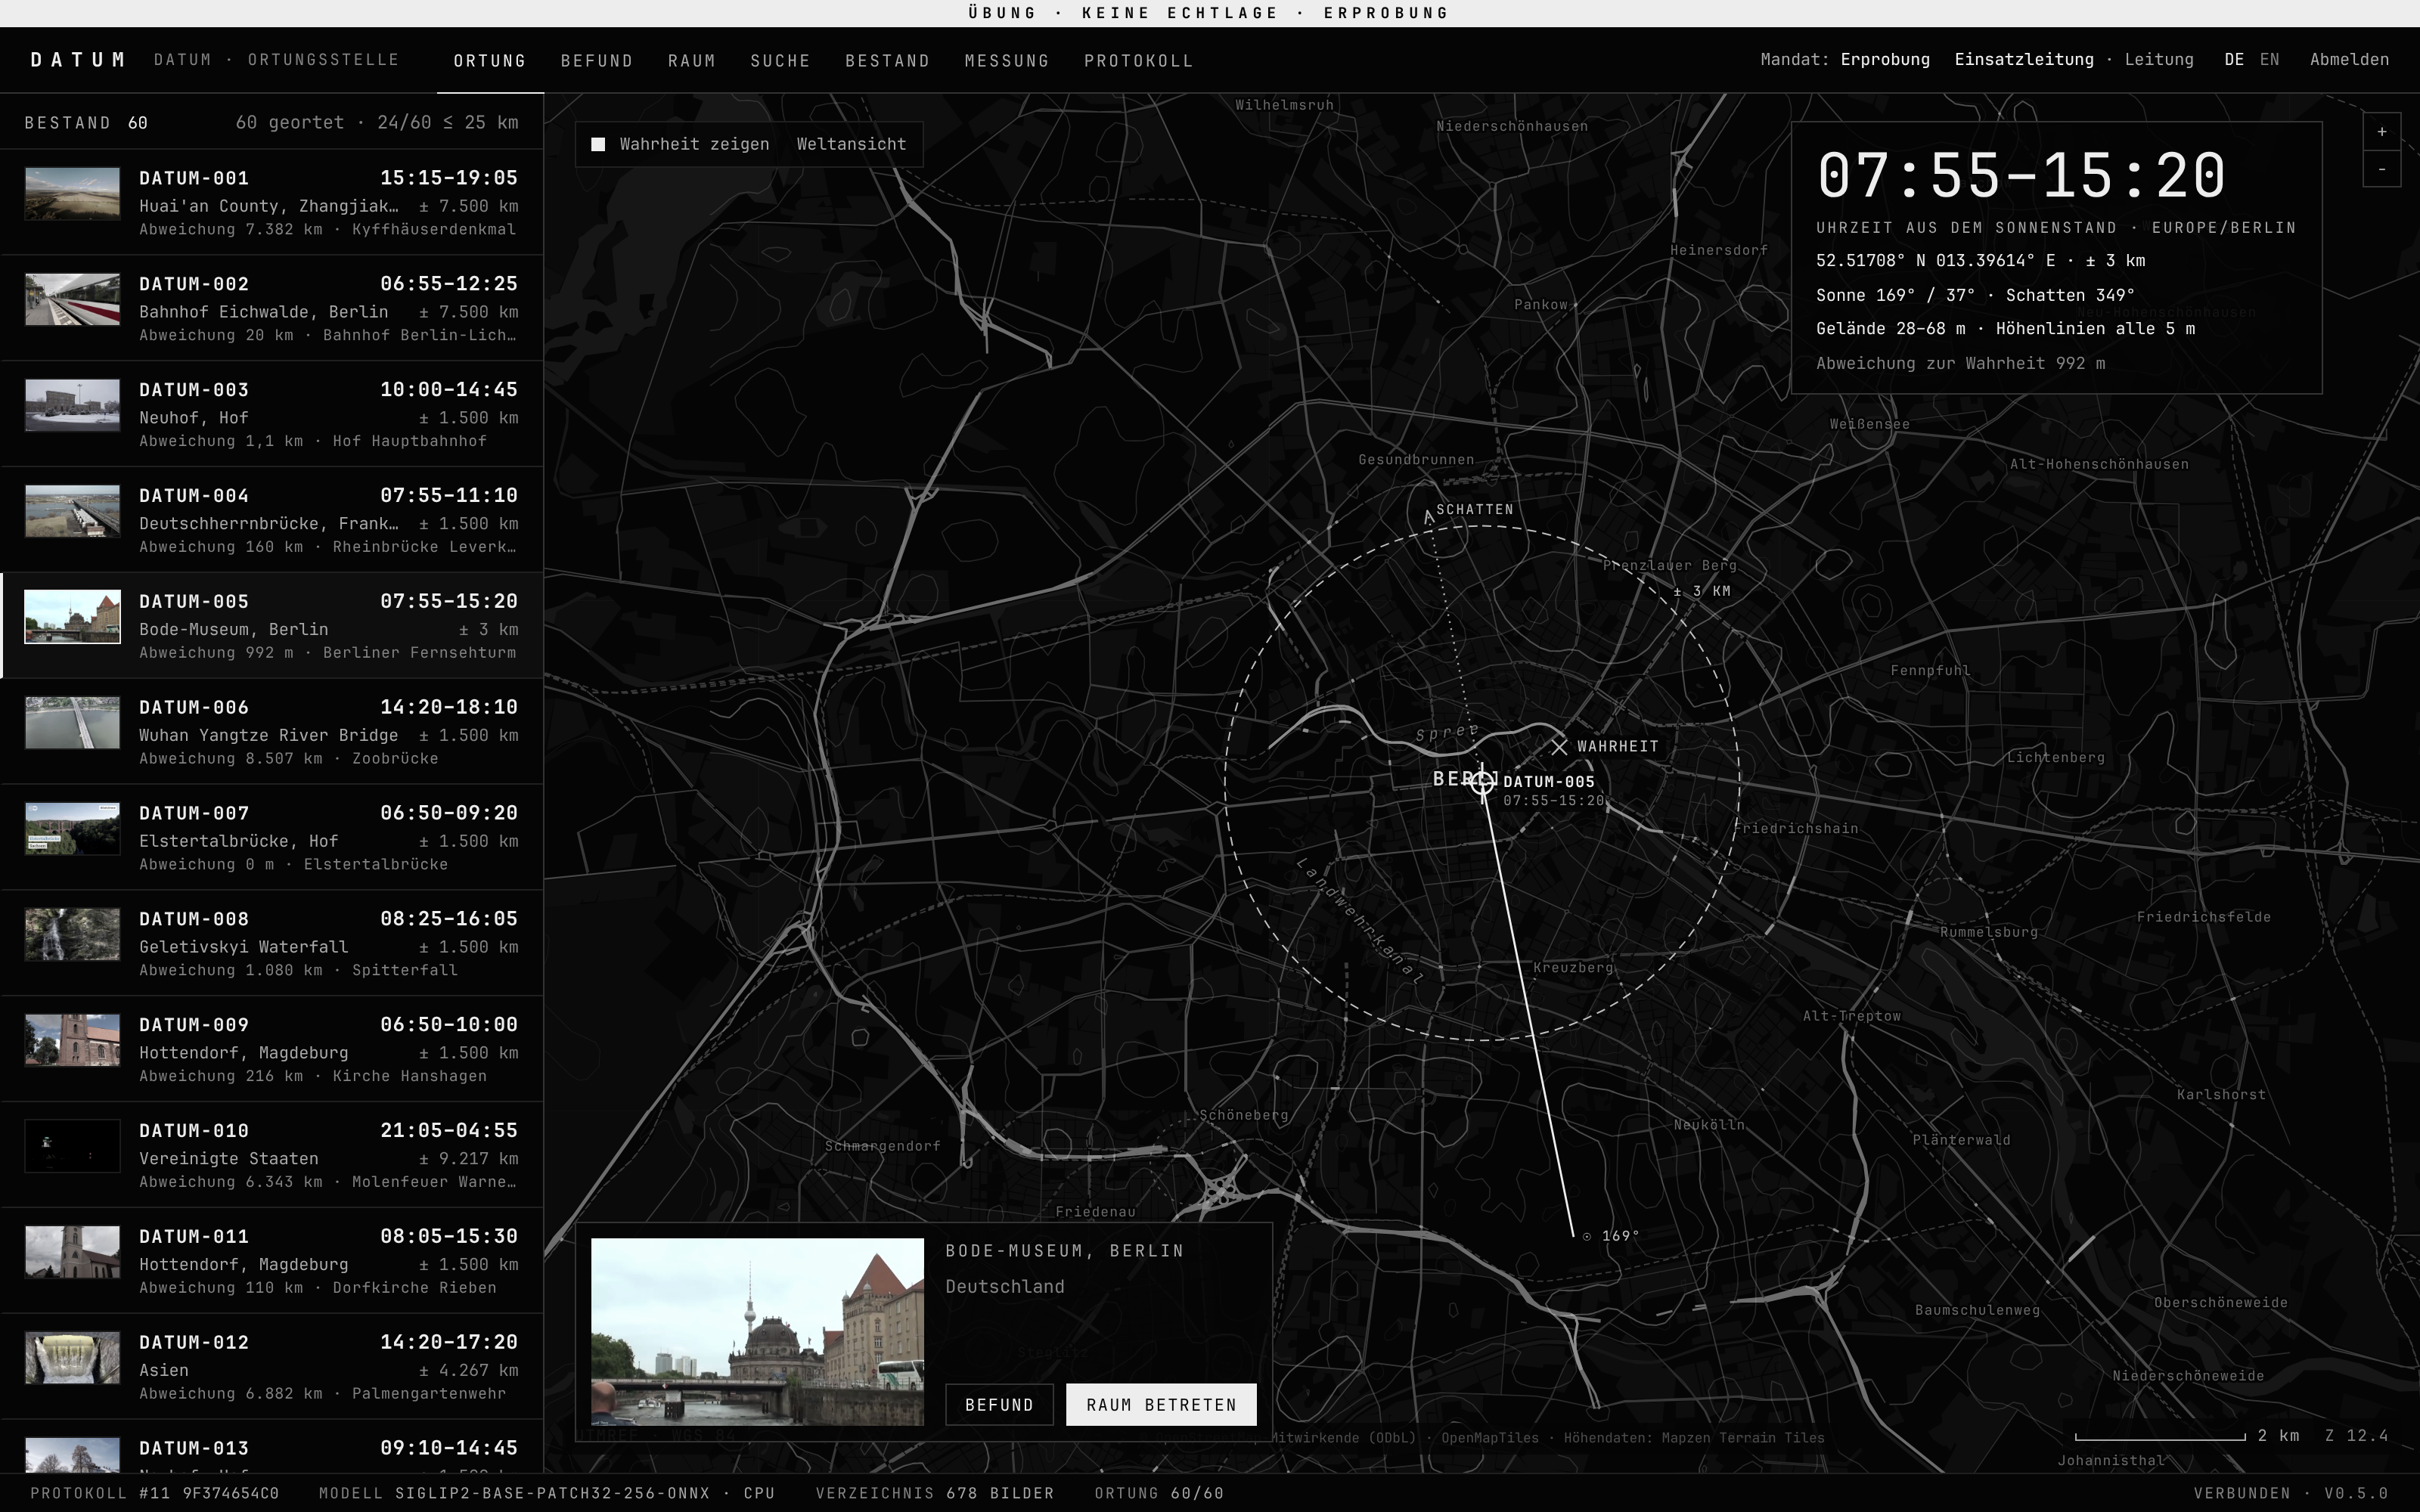 ÜBUNG · KEINE ECHTLAGE · ERPROBUNG
DATUM DATUM · ORTUNGSSTELLE ORTUNG BEFUND RAUM SUCHE BESTAND MESSUNG PROTOKOLL Mandat: Erprobung Einsatzleitung · Leitung DE EN Abmelden
BESTAND 60 60 geortet · 24/60 ≤ 25 km
DATUM-001 15:15–19:05
Huai'an County, Zhangjiak… ± 7.500 km
Abweichung 7.382 km · Kyffhäuserdenkmal
DATUM-002 06:55–12:25
Bahnhof Eichwalde, Berlin ± 7.500 km
Abweichung 20 km · Bahnhof Berlin-Lich…
DATUM-003 10:00–14:45
Neuhof, Hof ± 1.500 km
Abweichung 1,1 km · Hof Hauptbahnhof
DATUM-004 07:55–11:10
Deutschherrnbrücke, Frank… ± 1.500 km
Abweichung 160 km · Rheinbrücke Leverk…
DATUM-005 07:55–15:20
Bode-Museum, Berlin ± 3 km
Abweichung 992 m · Berliner Fernsehturm
DATUM-006 14:20–18:10
Wuhan Yangtze River Bridge ± 1.500 km
Abweichung 8.507 km · Zoobrücke
DATUM-007 06:50–09:20
Elstertalbrücke, Hof ± 1.500 km
Abweichung 0 m · Elstertalbrücke
DATUM-008 08:25–16:05
Geletivskyi Waterfall ± 1.500 km
Abweichung 1.080 km · Spitterfall
DATUM-009 06:50–10:00
Hottendorf, Magdeburg ± 1.500 km
Abweichung 216 km · Kirche Hanshagen
DATUM-010 21:05–04:55
Vereinigte Staaten ± 9.217 km
Abweichung 6.343 km · Molenfeuer Warne…
DATUM-011 08:05–15:30
Hottendorf, Magdeburg ± 1.500 km
Abweichung 110 km · Dorfkirche Rieben
DATUM-012 14:20–17:20
Asien ± 4.267 km
Abweichung 6.882 km · Palmengartenwehr
DATUM-013 09:10–14:45
Wahrheit zeigen Weltansicht
07:55–15:20
UHRZEIT AUS DEM SONNENSTAND · EUROPE/BERLIN
52.51708° N 013.39614° E · ± 3 km
Sonne 169° / 37° · Schatten 349°
Gelände 28–68 m · Höhenlinien alle 5 m
Abweichung zur Wahrheit 992 m
+
-
Wilhelmsruh
Niederschönhausen
Heinersdorf
Pankow
Neu-Hohenschönhausen
Weißensee
Gesundbrunnen
Alt-Hohenschönhausen
SCHATTEN
Prenzlauer Berg
± 3 KM
Fennpfuhl
Spree
WAHRHEIT
Lichtenberg
DATUM-005
07:55–15:20
Friedrichshain
Landwehrkanal
Friedrichsfelde
Rummelsburg
Kreuzberg
Alt-Treptow
Karlshorst
Schöneberg
Neukölln
Plänterwald
Schmargendorf
Friedenau
☉ 169°
Oberschöneweide
Baumschulenweg
Niederschöneweide
Johannisthal
BODE-MUSEUM, BERLIN
Deutschland
Steglitz
BEFUND RAUM BETRETEN
UTMREF · WGS 84
Mitwirkende (ODbL) · OpenMapTiles · Höhendaten: Mapzen Terrain Tiles
2 km Z 12.4
PROTOKOLL #11 9F374654C0 MODELL SIGLIP2-BASE-PATCH32-256-ONNX · CPU VERZEICHNIS 678 BILDER ORTUNG 60/60 VERBUNDEN · V0.5.0